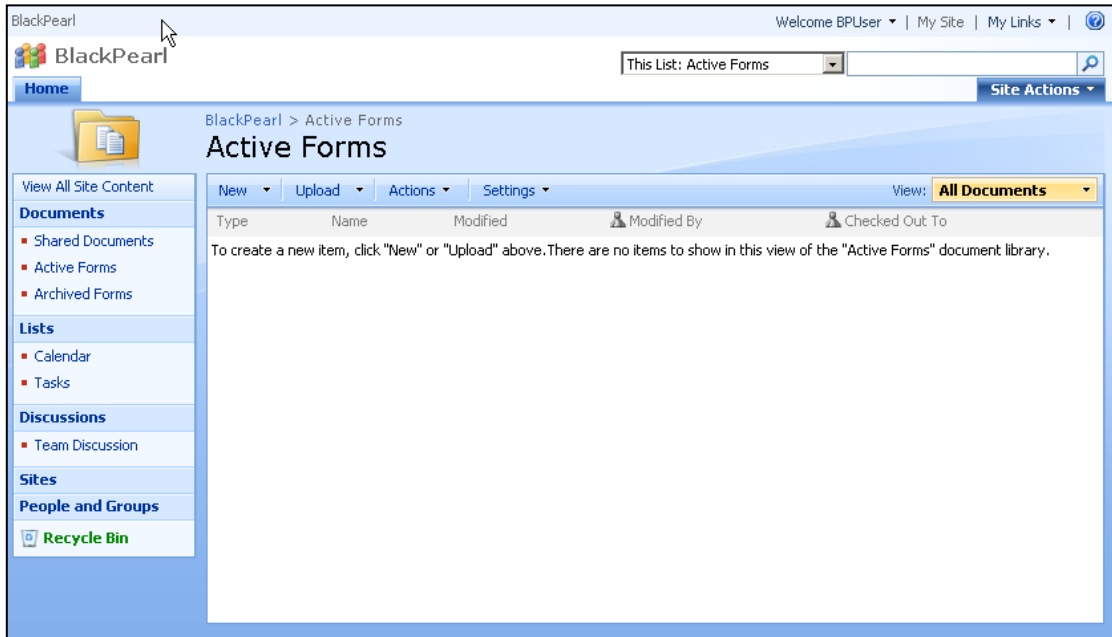 BlackPearl Welcome BPUser | My Site | My Links |
BlackPearl This List: Active Forms
Home Site Actions
BlackPearl > Active Forms
Active Forms
View All Site Content
New Upload Actions Settings View: All Documents
Documents
Type Name Modified Modified By Checked Out To
Shared Documents
To create a new item, click "New" or "Upload" above.There are no items to show in this view of the "Active Forms" document library.
Active Forms
Archived Forms
Lists
Calendar
Tasks
Discussions
Team Discussion
Sites
People and Groups
Recycle Bin